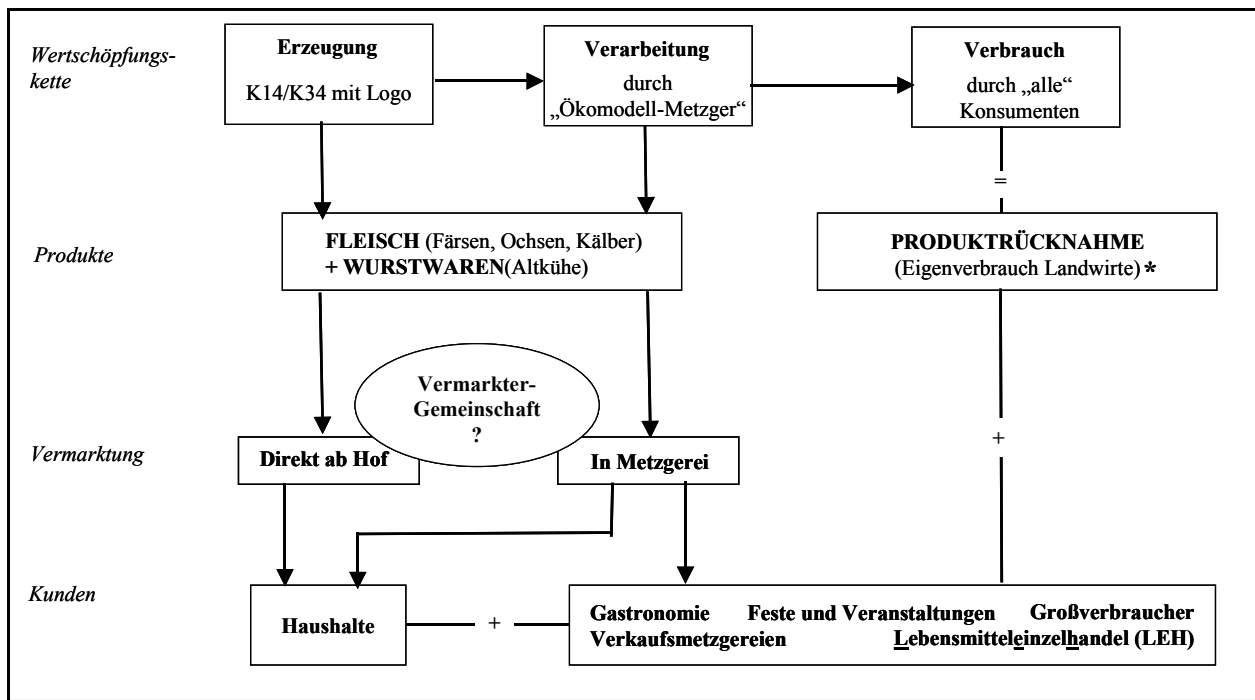 Wertschöpfungs-
kette
Erzeugung
K14/K34 mit Logo
Verarbeitung
durch
„Ökomodell-Metzger“
Verbrauch
durch „alle“
Konsumenten
=
Produkte
FLEISCH (Färsen, Ochsen, Kälber)
+ WURSTWAREN(Altkühe)
PRODUKTRÜCKNAHME
(Eigenverbrauch Landwirte)*
Vermarkter-
Gemeinschaft
?
+
Vermarktung
Direkt ab Hof
In Metzgerei
Kunden
Haushalte
+
Gastronomie Feste und Veranstaltungen Großverbraucher
Verkaufsmetzgereien Lebensmitteleinzelhandel (LEH)